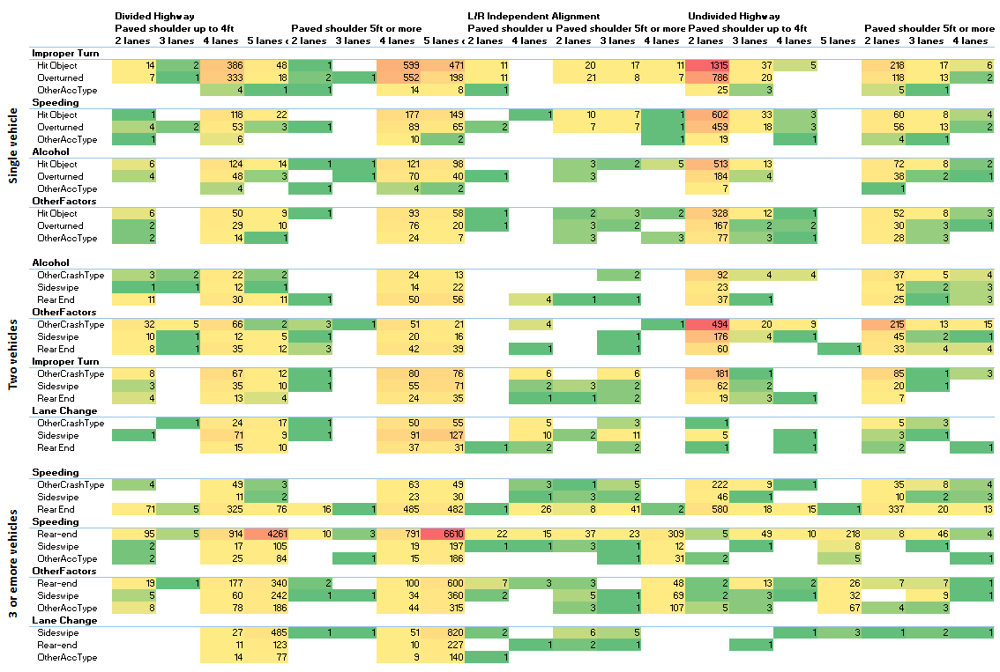 Divided Highway L/R Independent Alignment Undivided Highway
Paved shoulder up to 4ft Paved shoulder 5ft or more Paved shoulder u Paved shoulder 5ft or more Paved shoulder up to 4ft Paved shoulder 5ft or more
2 lanes 3 lanes 4 lanes 5 lanes c 2 lanes 3 lanes 4 lanes 5 lanes c 2 lanes 4 lanes 2 lanes 3 lanes 4 lanes 2 lanes 3 lanes 4 lanes 5 lanes 2 lanes 3 lanes 4 lanes
Single vehicle
Improper Turn
Hit Object 14 2 386 48 1 599 471 11 20 17 11 1315 37 5 218 17 6
Overturned 7 1 333 18 2 1 552 198 11 21 8 7 786 20 118 13 2
OtherAccType 4 1 1 14 8 1 25 3 5 1
Speeding
Hit Object 1 118 22 177 149 1 10 7 1 602 33 3 60 8 4
Overturned 4 2 53 3 1 89 65 2 7 7 1 459 18 3 56 13 2
OtherAccType 1 6 10 2 1 19 1 4 1
Alcohol
Hit Object 6 124 14 1 1 121 98 3 2 5 513 13 72 8 2
Overturned 4 48 3 1 70 40 1 3 184 4 38 2 1
OtherAccType 4 1 4 2 7 1
OtherFactors
Hit Object 6 50 9 1 93 58 1 2 3 2 328 12 1 52 8 3
Overturned 2 29 10 76 20 1 3 2 167 2 2 30 3 1
OtherAccType 2 14 1 24 7 3 3 77 3 1 28 3
Two vehicles
Alcohol
OtherCrashType 3 2 22 2 24 13 2 92 4 4 37 5 4
Sideswipe 1 1 12 1 14 22 23 12 2 3
Rear End 11 30 11 1 50 56 4 1 1 37 1 25 1 3
OtherFactors
OtherCrashType 32 5 66 2 3 1 51 21 4 1 494 20 9 215 13 15
Sideswipe 10 1 12 5 1 20 16 1 176 4 1 45 2 1
Rear End 8 1 35 12 3 42 39 1 1 60 1 33 4 4
Improper Turn
OtherCrashType 8 67 12 1 80 76 6 6 181 1 85 1 3
Sideswipe 3 35 10 1 55 71 2 3 2 62 2 20 1
Rear End 4 13 4 24 35 1 1 2 19 3 1 7
Lane Change
OtherCrashType 1 24 17 50 55 5 3 1 5 3
Sideswipe 1 71 9 1 91 127 10 2 11 5 1 3 1
Rear End 15 10 37 31 1 2 2 1 1 2 1
3 or emore vehicles
Speeding
OtherCrashType 4 49 3 63 49 3 1 5 222 9 1 35 8 4
Sideswipe 11 2 23 30 1 3 2 46 1 10 2 3
Rear End 71 5 325 76 16 1 485 482 1 26 8 41 2 580 18 15 1 337 20 13
Speeding
Rear-end 95 5 914 4261 10 3 791 6610 22 15 37 23 309 5 49 10 218 8 46 4
Sideswipe 2 17 105 19 197 1 1 3 1 12 1 8 1
OtherAccType 2 25 84 1 15 186 1 31 2 5 1
OtherFactors
Rear-end 19 1 177 340 2 100 600 7 3 3 48 2 13 2 26 7 7 1
Sideswipe 5 60 242 1 1 34 360 2 5 1 69 2 3 1 32 9 1
OtherAccType 8 78 186 44 315 3 1 107 5 3 67 4 3
Lane Change
Sideswipe 27 485 1 1 51 820 2 6 5 1 3 1 2 1
Rear-end 11 123 10 227 1 2 1 1
OtherAccType 14 77 9 140 1